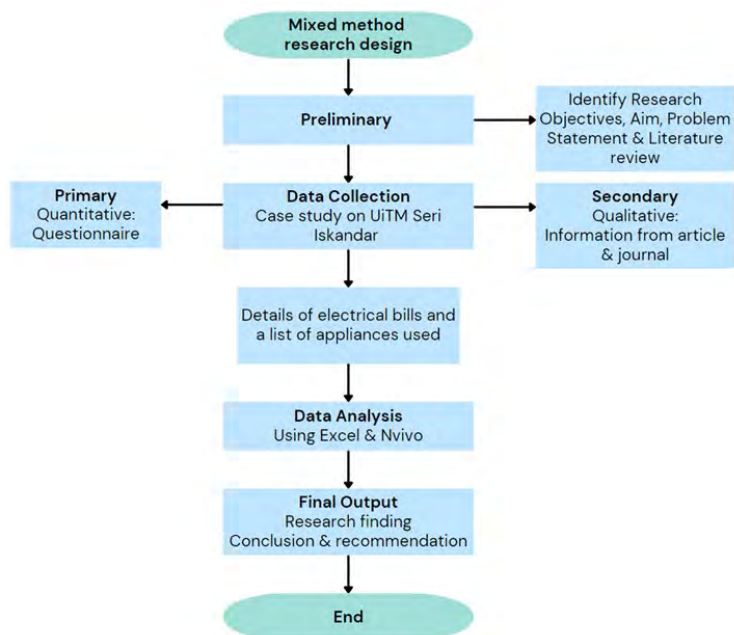 Mixed method
research design
Preliminary
Identify Research
Objectives, Aim, Problem
Statement & Literature
review
Primary
Quantitative:
Questionnaire
Data Collection
Case study on UiTM Seri
Iskandar
Secondary
Qualitative:
Information from article
& journal
Details of electrical bills and
a list of appliances used
Data Analysis
Using Excel & Nvivo
Final Output
Research finding
Conclusion & recommendation
End